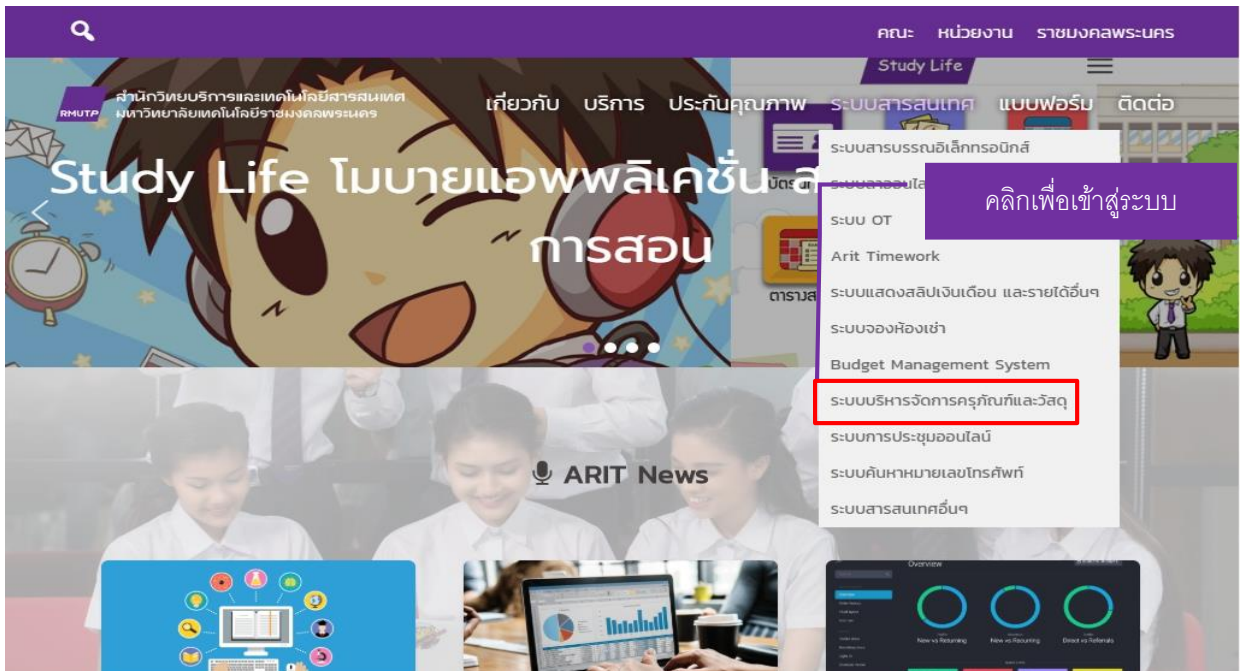 คณะ หน่วยงาน ราชมงคลพระนคร
Study Life
RMUTP
สำนักวิทยบริการและเทคโนโลยีสารสนเทศ
มหาวิทยาลัยเทคโนโลยีราชมงคลพระนคร
เกี่ยวกับ บริการ ประกันคุณภาพ ระบบสารสนเทศ แบบฟอร์ม ติดต่อ
Study Life โมบายแอพพลิเคชั่น
การสอน
ระบบสารบรรณอิเล็กทรอนิกส์
คลิกเพื่อเข้าสู่ระบบ
ระบบ OT
Arit Timework
ระบบแสดงสลิปเงินเดือน และรายได้อื่นๆ
ระบบจองห้องเช่า
Budget Management System
ระบบบริหารจัดการครุภัณฑ์และวัสดุ
ระบบการประชุมออนไลน์
ระบบค้นหาหมายเลขโทรศัพท์
ระบบสารสนเทศอื่นๆ
ARIT News
Overview
New vs Returning
New vs Recurring
Direct vs Referrals